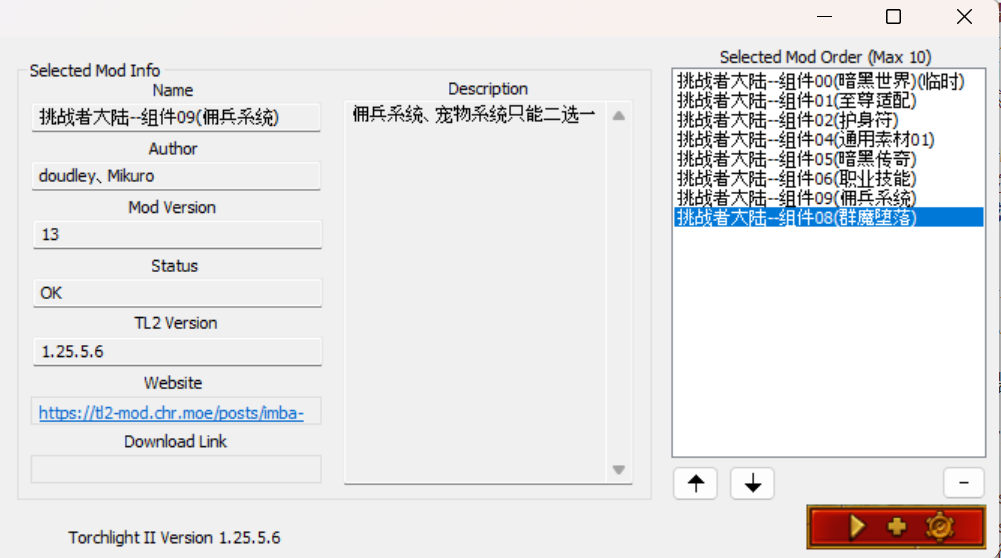 Selected Mod Info
Name
挑战者大陆--组件09(佣兵系统)
Author
doudley、Mikuro
Mod Version
13
Status
OK
TL2 Version
1.25.5.6
Website
https://tl2-mod.chr.moe/posts/imba-
Download Link
Description
佣兵系统、宠物系统只能二选一
Selected Mod Order (Max 10)
挑战者大陆--组件00(暗黑世界)(临时)
挑战者大陆--组件01(至尊适配)
挑战者大陆--组件02(护身符)
挑战者大陆--组件04(通用素材01)
挑战者大陆--组件05(暗黑传奇)
挑战者大陆--组件06(职业技能)
挑战者大陆--组件09(佣兵系统)
挑战者大陆--组件08(群魔堕落)
Torchlight II Version 1.25.5.6